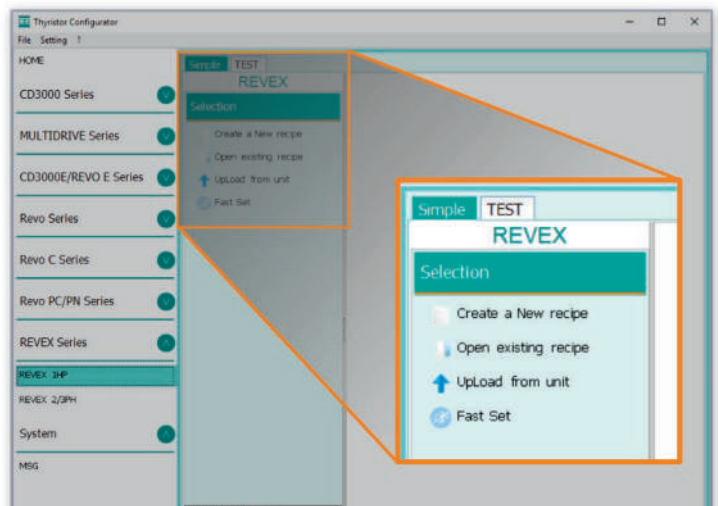 Thyristor Configurator
File Setting ?
HOME
CD3000 Series
MULTIDRIVE Series
CD3000E/REVO E Series
Revo Series
Revo C Series
Revo PC/PN Series
REVEX Series
REVEX 1HP
REVEX 2/3PH
System
MSG
Simple TEST
REVEX
Selection
Create a New recipe
Open existing recipe
UpLoad from unit
Fast Set
Simple TEST
REVEX
Selection
Create a New recipe
Open existing recipe
UpLoad from unit
Fast Set